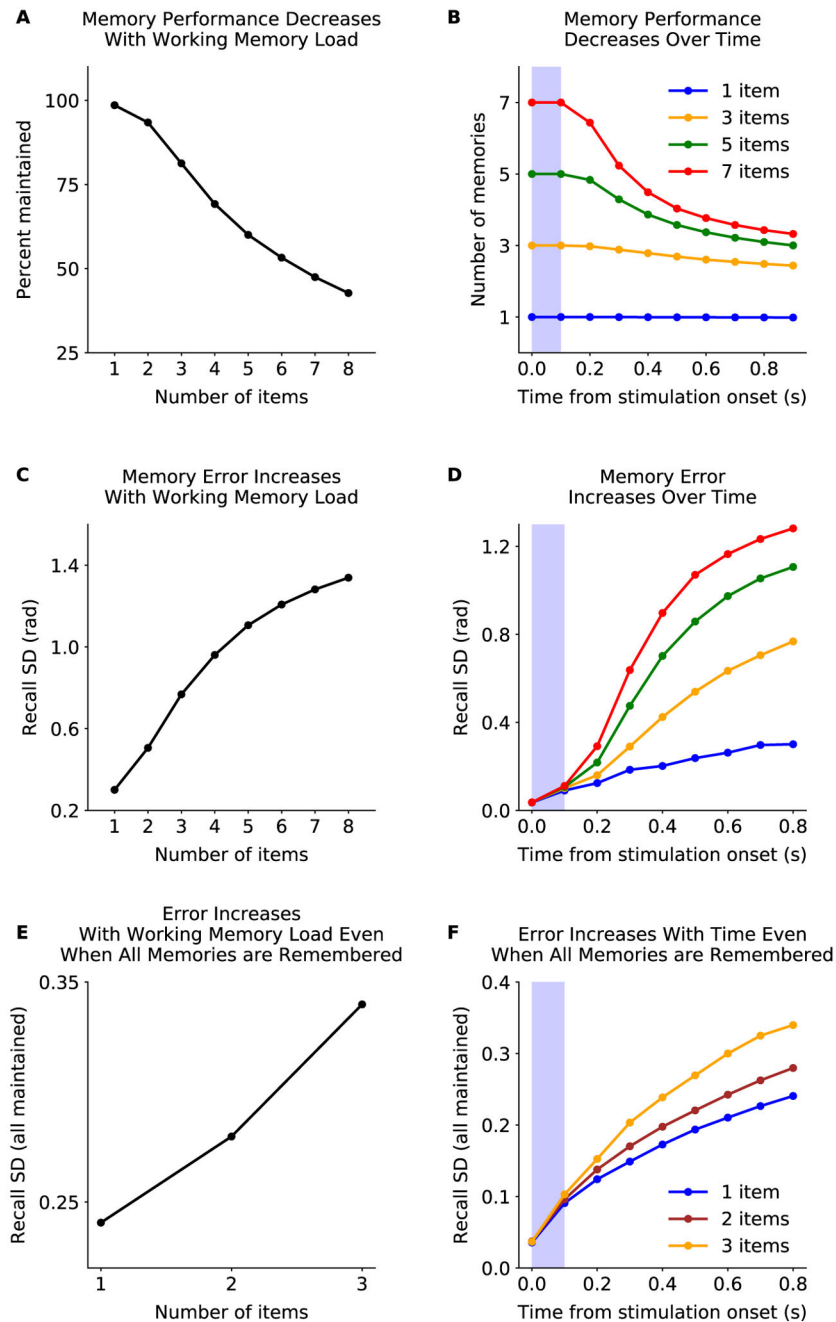 A
Memory Performance Decreases
With Working Memory Load
Percent maintained
100
75
50
25
1 2 3 4 5 6 7 8
Number of items
B
Memory Performance
Decreases Over Time
Number of memories
7
5
3
1
1 item
3 items
5 items
7 items
0.0 0.2 0.4 0.6 0.8
Time from stimulation onset (s)
C
Memory Error Increases
With Working Memory Load
Recall SD (rad)
1.4
1.0
0.6
0.2
1 2 3 4 5 6 7 8
Number of items
D
Memory Error
Increases Over Time
Recall SD (rad)
1.2
0.8
0.4
0.0
0.0 0.2 0.4 0.6 0.8
Time from stimulation onset (s)
E
Error Increases
With Working Memory Load Even
When All Memories are Remembered
Recall SD (all maintained)
0.35
0.25
1 2 3
Number of items
F
Error Increases With Time Even
When All Memories are Remembered
Recall SD (all maintained)
0.4
0.3
0.2
0.1
0.0
1 item
2 items
3 items
0.0 0.2 0.4 0.6 0.8
Time from stimulation onset (s)